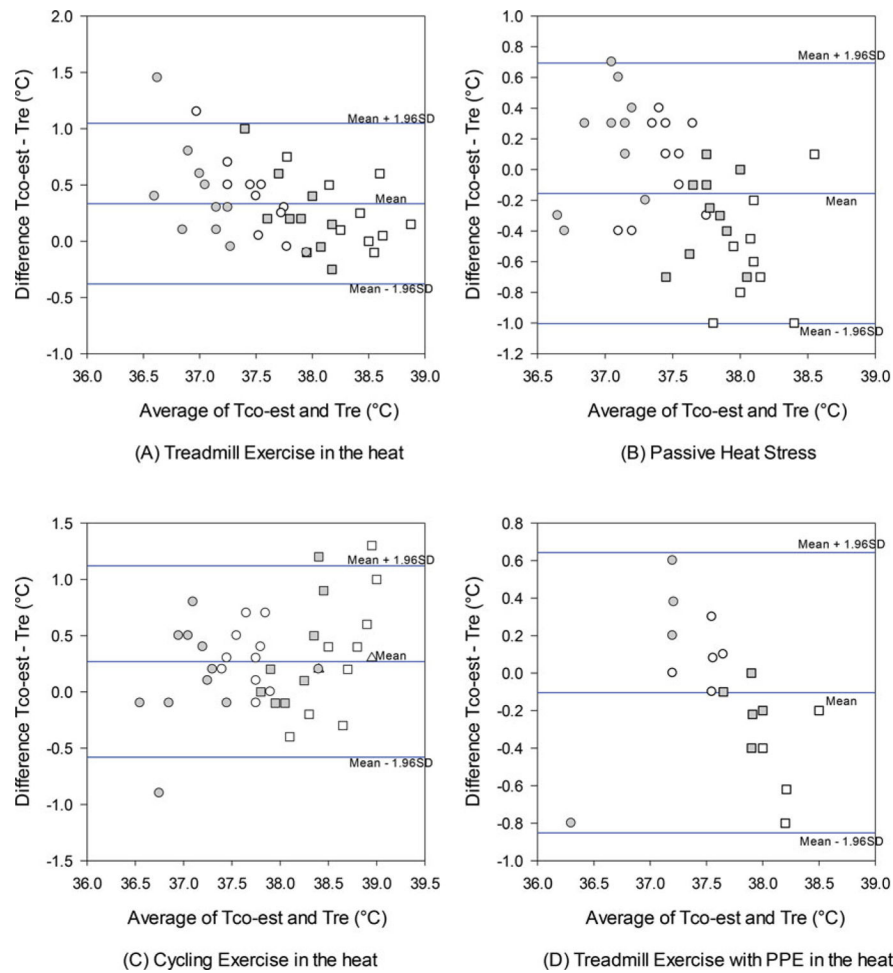 2.0
1.5
1.0
0.5
0.0
-0.5
-1.0
Difference Tco-est - Tre (°C)
Mean + 1.96SD
Mean
Mean - 1.96SD
36.0 36.5 37.0 37.5 38.0 38.5 39.0
Average of Tco-est and Tre (°C)
(A) Treadmill Exercise in the heat
1.0
0.8
0.6
0.4
0.2
0.0
-0.2
-0.4
-0.6
-0.8
-1.0
-1.2
Difference Tco-est - Tre (°C)
Mean + 1.96SD
Mean
Mean - 1.96SD
36.5 37.0 37.5 38.0 38.5 39.0
Average of Tco-est and Tre (°C)
(B) Passive Heat Stress
1.5
1.0
0.5
0.0
-0.5
-1.0
-1.5
Difference Tco-est - Tre (°C)
Mean + 1.96SD
Mean
Mean - 1.96SD
36.0 36.5 37.0 37.5 38.0 38.5 39.0 39.5
Average of Tco-est and Tre (°C)
(C) Cycling Exercise in the heat
0.8
0.6
0.4
0.2
0.0
-0.2
-0.4
-0.6
-0.8
-1.0
Difference Tco-est - Tre (°C)
Mean + 1.96SD
Mean
Mean - 1.96SD
36.0 36.5 37.0 37.5 38.0 38.5 39.0
Average of Tco-est and Tre (°C)
(D) Treadmill Exercise with PPE in the heat